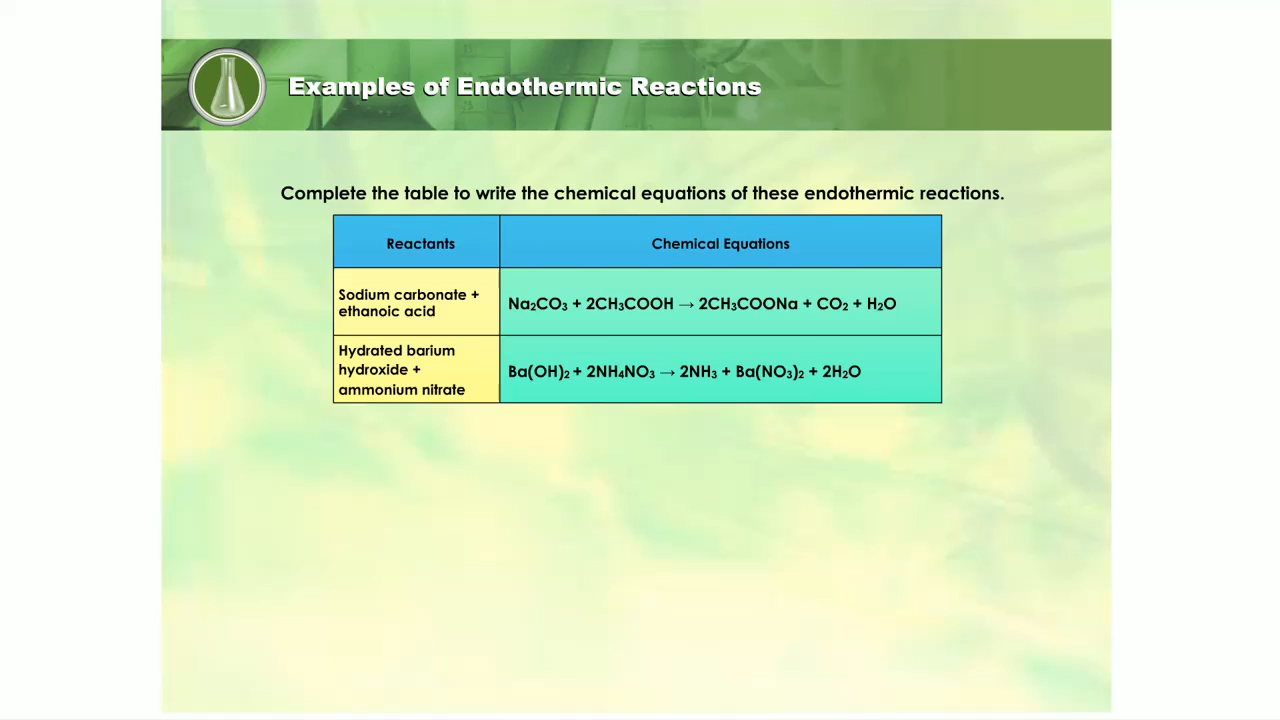 Examples of Endothermic Reactions
Complete the table to write the chemical equations of these endothermic reactions.
Reactants
Chemical Equations
Sodium carbonate +
ethanoic acid
Na₂CO₃ + 2CH₃COOH → 2CH₃COONa + CO₂ + H₂O
Hydrated barium
hydroxide +
ammonium nitrate
Ba(OH)₂ + 2NH₄NO₃ → 2NH₃ + Ba(NO₃)₂ + 2H₂O